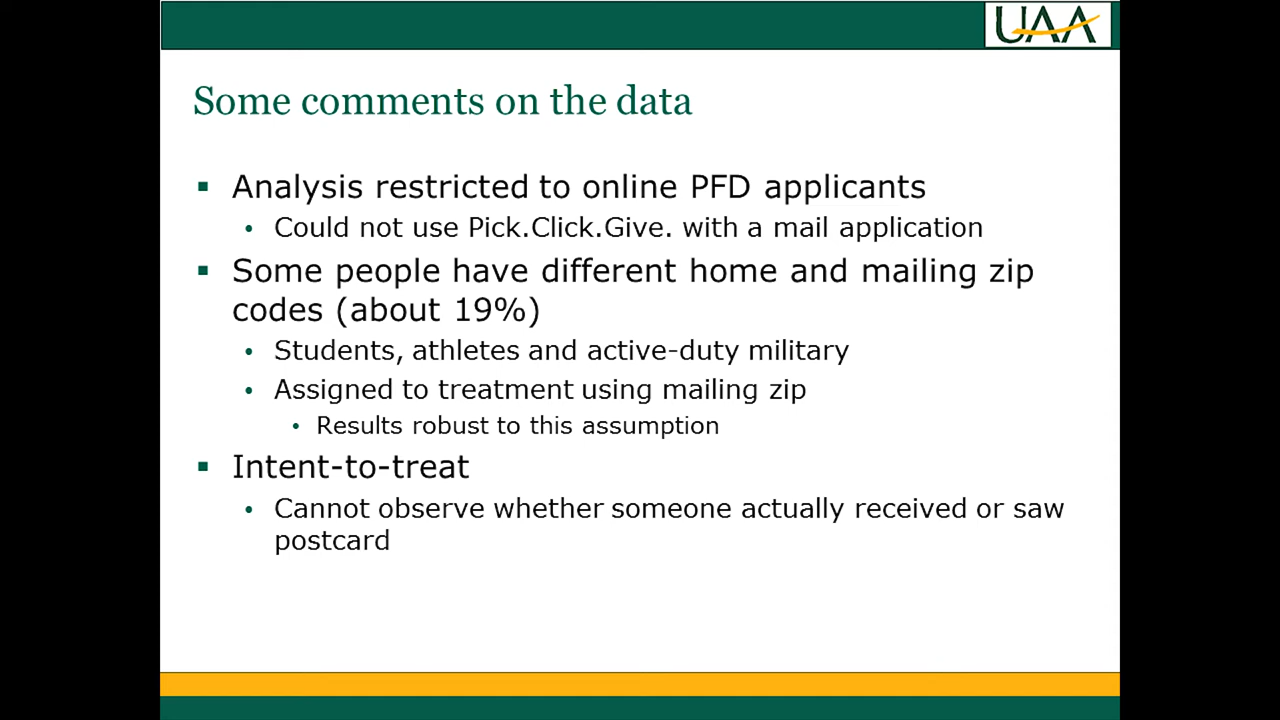 UAA
Some comments on the data
▪ Analysis restricted to online PFD applicants
• Could not use Pick.Click.Give. with a mail application
▪ Some people have different home and mailing zip
codes (about 19%)
• Students, athletes and active-duty military
• Assigned to treatment using mailing zip
• Results robust to this assumption
▪ Intent-to-treat
• Cannot observe whether someone actually received or saw
postcard